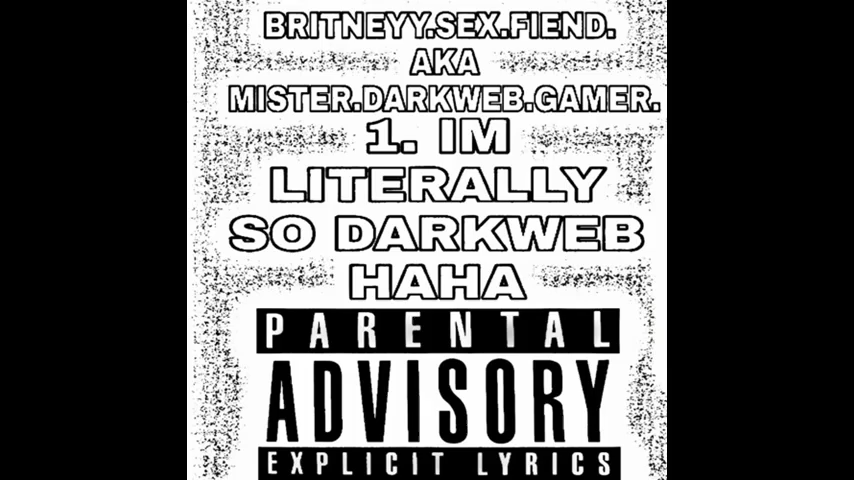 BRITNEYY.SEX.FIEND.
AKA
MISTER.DARKWEB.GAMER.
1. IM
LITERALLY
SO DARKWEB
HAHA
PARENTAL
ADVISORY
EXPLICIT LYRICS